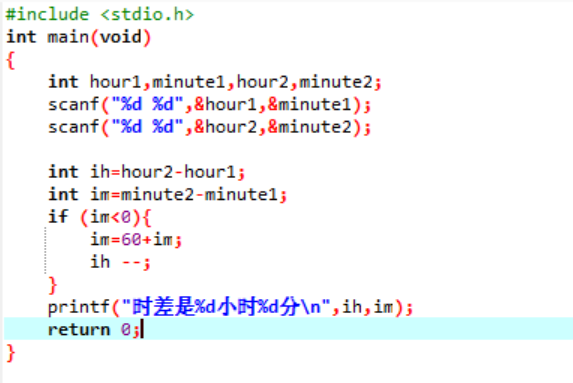 #include <stdio.h>
int main(void)
{
    int hour1,minute1,hour2,minute2;
    scanf("%d %d",&hour1,&minute1);
    scanf("%d %d",&hour2,&minute2);

    int ih=hour2-hour1;
    int im=minute2-minute1;
    if (im<0){
        im=60+im;
        ih --;
    }
    printf("时差是%d小时%d分\n",ih,im);
    return 0;
}